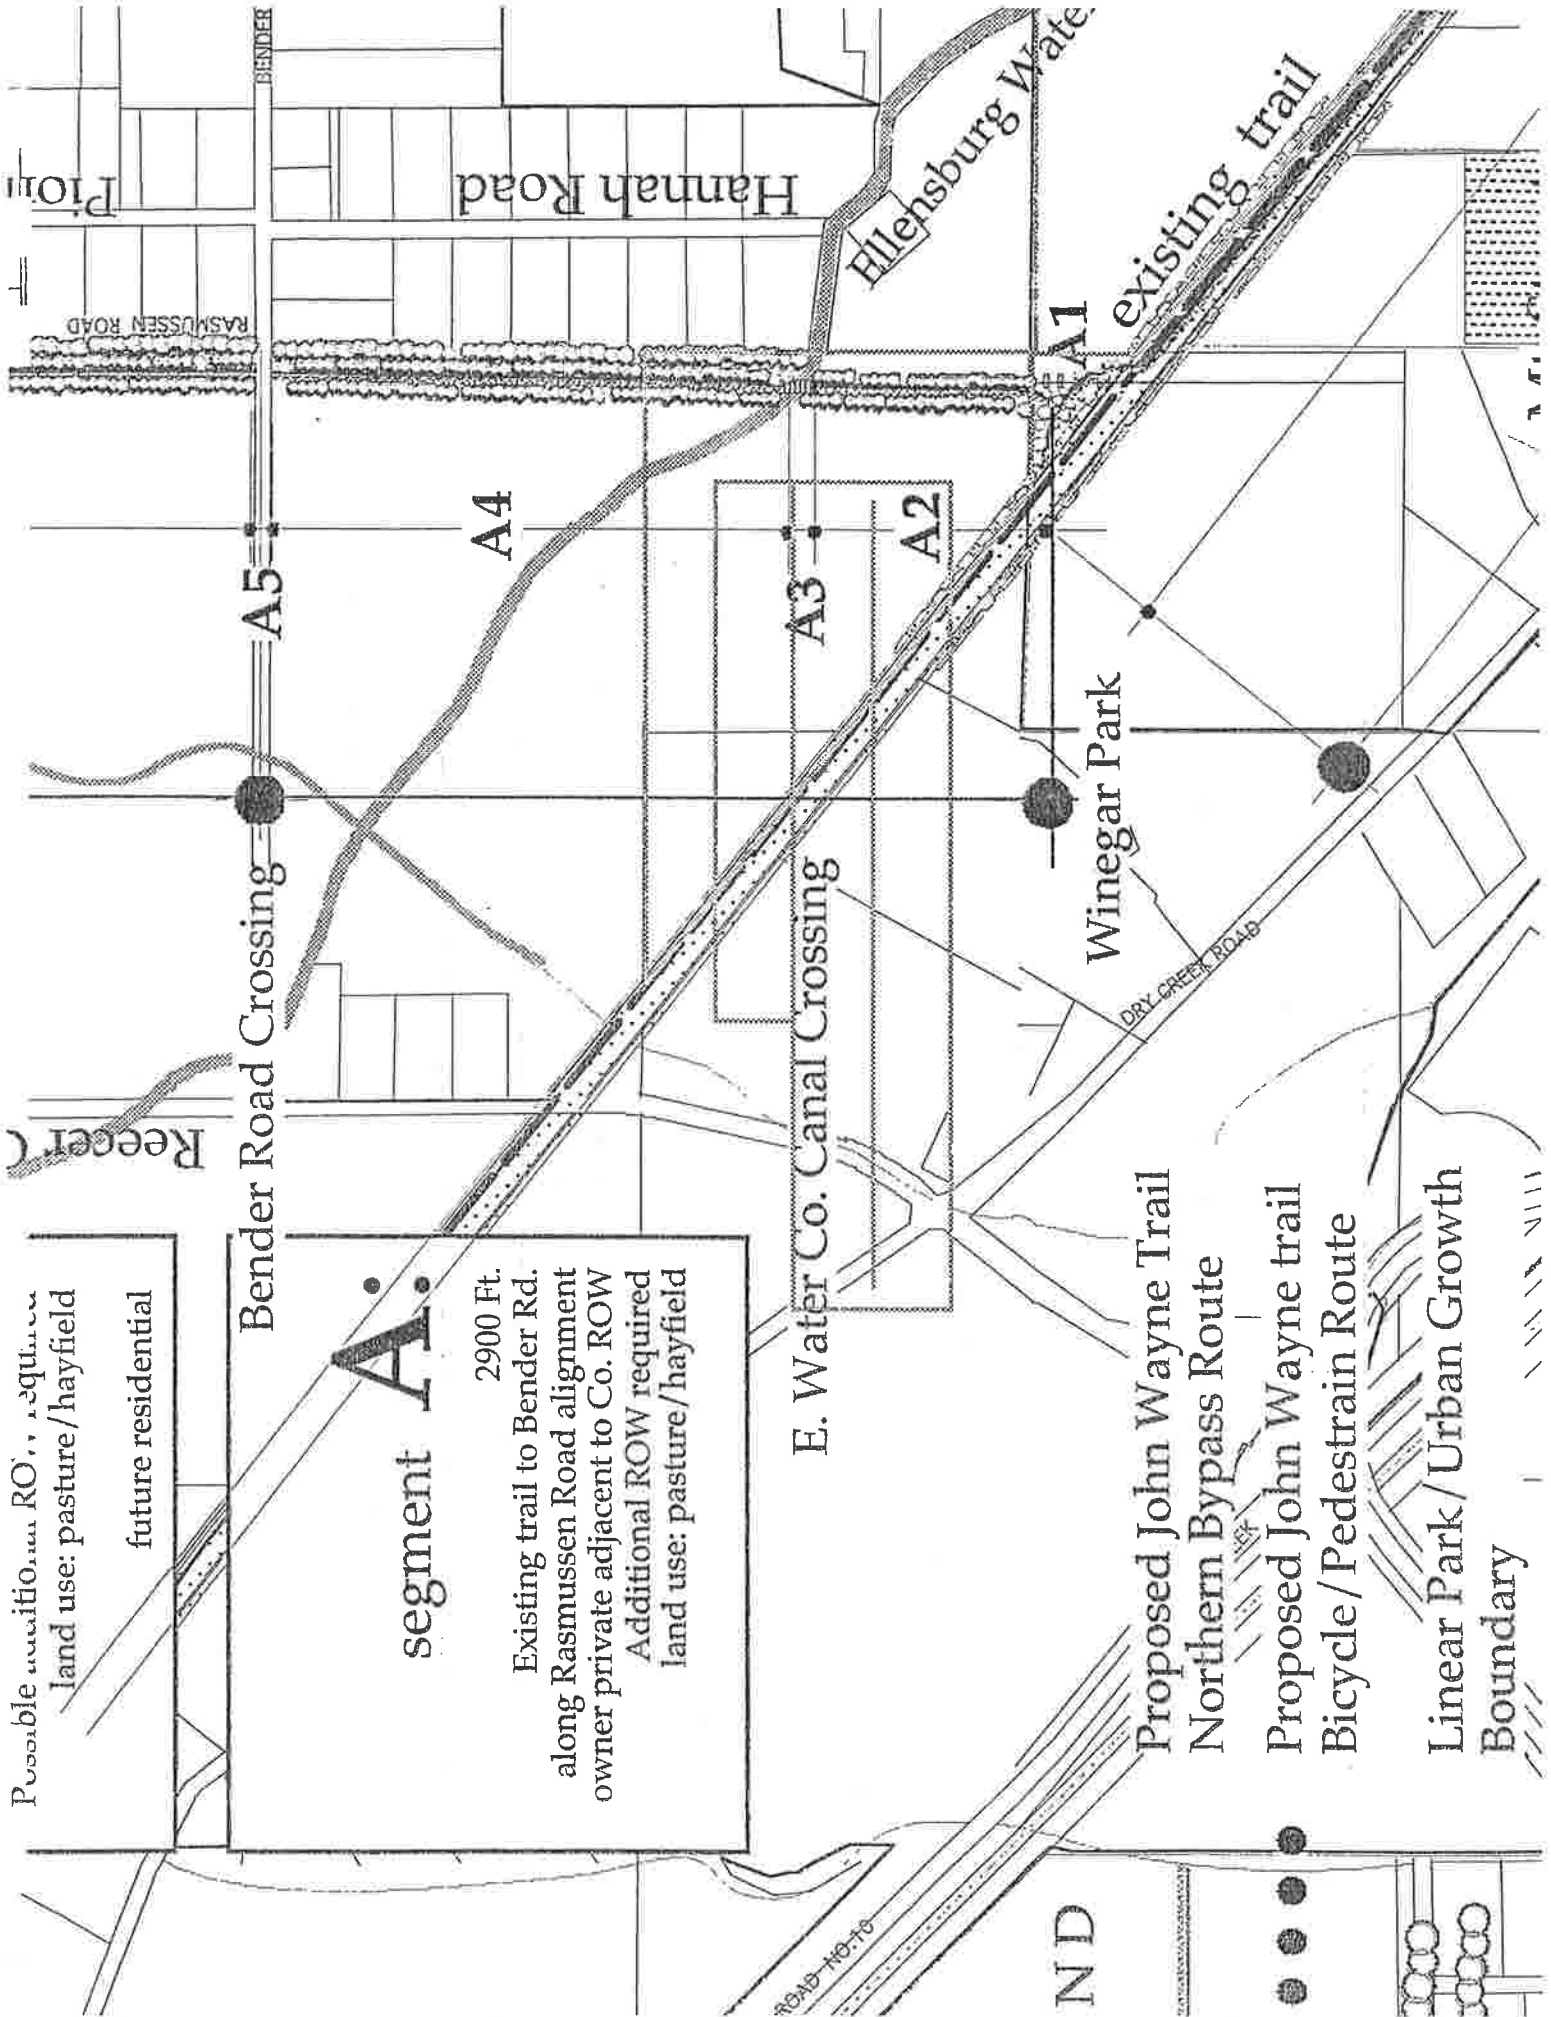 Possible
land use: pasture/hayfield
future residential
Bender Road Crossing
A5
RASMUSSEN ROAD
BENDER
Hannah Road
A4
segment A
2900 Ft.
Existing trail to Bender Rd.
along Rasmussen Road alignment
owner private adjacent to Co. ROW
Additional ROW required
land use: pasture/hayfield
E. Water Co. Canal Crossing
A3
A2
Ellensburg
A1
existing trail
Winegar Park
DRY CREEK ROAD
ROAD NO. 10
ND
Proposed John Wayne Trail
Northern Bypass Route
Proposed John Wayne trail
Bicycle/Pedestrain Route
Linear Park/Urban Growth
Boundary